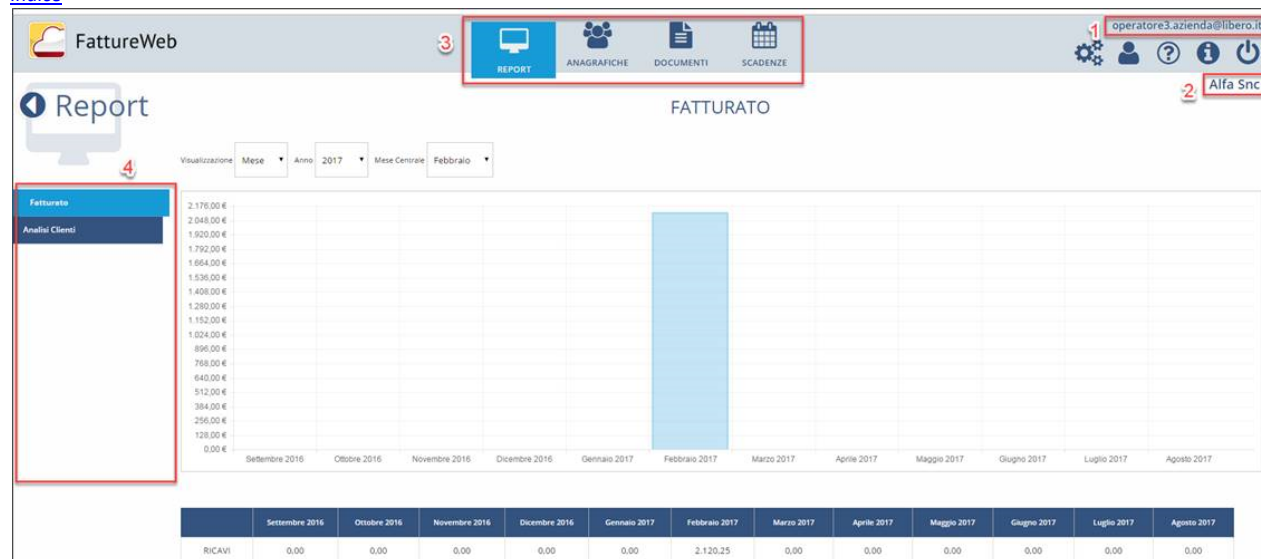 Indice
FattureWeb
3
REPORT
ANAGRAFICHE
DOCUMENTI
SCADENZE
1
operatore3.azienda@libero.it
2
Alfa Snc
Report
FATTURATO
4
Visualizzazione Mese Anno 2017 Mese Centrale Febbraio
Fatturato
Analisi Clienti
2.176,00 €
2.048,00 €
1.920,00 €
1.792,00 €
1.664,00 €
1.536,00 €
1.408,00 €
1.280,00 €
1.152,00 €
1.024,00 €
896,00 €
768,00 €
640,00 €
512,00 €
384,00 €
256,00 €
128,00 €
0,00 €
Settembre 2016 Ottobre 2016 Novembre 2016 Dicembre 2016 Gennaio 2017 Febbraio 2017 Marzo 2017 Aprile 2017 Maggio 2017 Giugno 2017 Luglio 2017 Agosto 2017
Settembre 2016 Ottobre 2016 Novembre 2016 Dicembre 2016 Gennaio 2017 Febbraio 2017 Marzo 2017 Aprile 2017 Maggio 2017 Giugno 2017 Luglio 2017 Agosto 2017
RICAVI 0,00 0,00 0,00 0,00 0,00 2.120,25 0,00 0,00 0,00 0,00 0,00 0,00